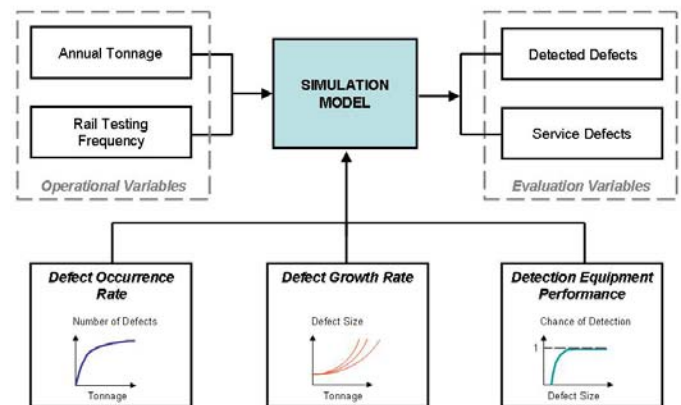 Annual Tonnage
Rail Testing
Frequency
Operational Variables
SIMULATION
MODEL
Detected Defects
Service Defects
Evaluation Variables
Defect Occurrence
Rate
Number of Defects
Tonnage
Defect Growth Rate
Defect Size
Tonnage
Detection Equipment
Performance
Chance of Detection
1
Defect Size